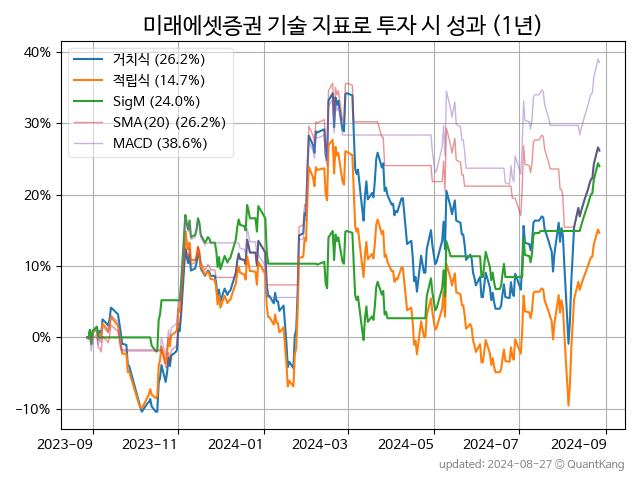 미래에셋증권 기술 지표로 투자 시 성과 (1년)
40%
30%
20%
10%
0%
−10%
거치식 (26.2%)
적립식 (14.7%)
SigM (24.0%)
SMA(20) (26.2%)
MACD (38.6%)
2023-09 2023-11 2024-01 2024-03 2024-05 2024-07 2024-09
updated: 2024-08-27 © QuantKang